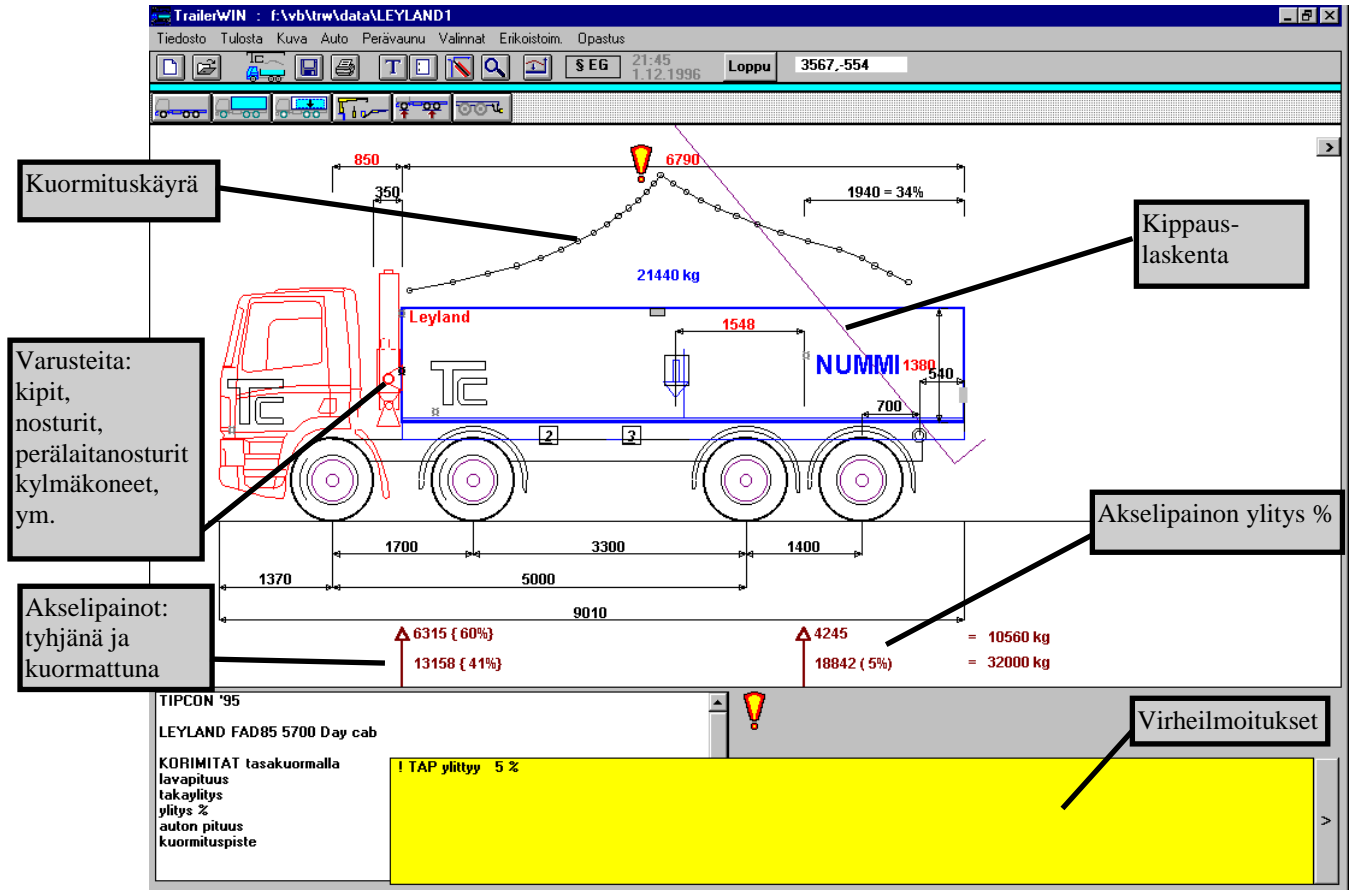 TrailerWIN : f:\vb\trw\data\LEYLAND1
Tiedosto Tulosta Kuva Auto Perävaunu Valinnat Erikoistoim. Opastus
Tc T § EG 21:45 Loppu 3567,-554
1.12.1996
>
850 6790
Kuormituskäyrä
350 1940 = 34%
Kippaus-
laskenta
21440 kg
Leyland
1548
Varusteita:
kipit,
nosturit,
perälaitanosturit
kylmäkoneet,
ym.
NUMMI 1380
540
TC TC
700
2 3
Akselipainon ylitys %
1700 3300 1400
1370 5000
9010
Akselipainot:
tyhjänä ja
kuormattuna
6315 { 60%} 4245 = 10560 kg
13158 { 41%} 18842 ( 5%) = 32000 kg
TIPCON '95
LEYLAND FAD85 5700 Day cab
Virheilmoitukset
KORIMITAT tasakuormalla
lavapituus
takaylitys
ylitys %
auton pituus
kuormituspiste
! TAP ylittyy 5 %
>